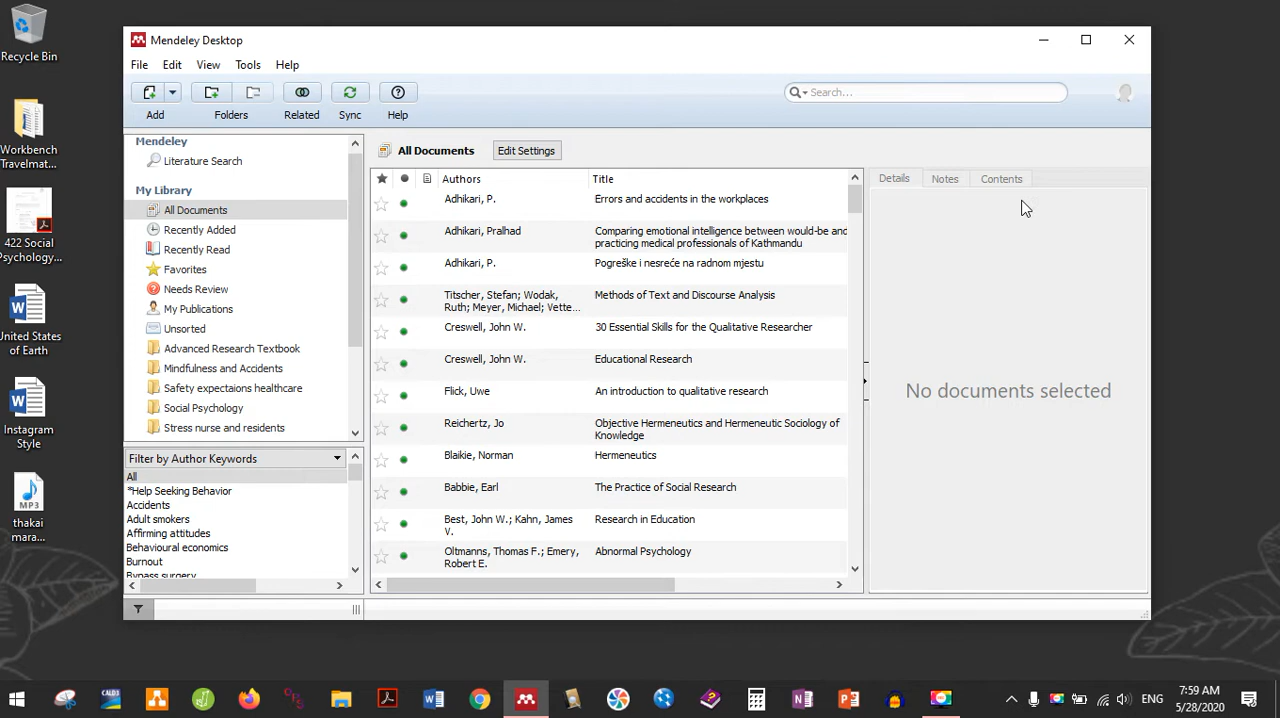 Recycle Bin
Workbench
Travelmat...
422 Social
Psychology...
United States
of Earth
Instagram
Style
MP3
thakai
mara...
Mendeley Desktop
File Edit View Tools Help
Search...
Add Folders Related Sync Help
Mendeley
Literature Search
My Library
All Documents
Recently Added
Recently Read
Favorites
Needs Review
My Publications
Unsorted
Advanced Research Textbook
Mindfulness and Accidents
Safety expectaions healthcare
Social Psychology
Stress nurse and residents
Filter by Author Keywords
All
*Help Seeking Behavior
Accidents
Adult smokers
Affirming attitudes
Behavioural economics
Burnout
Bypass surgery
All Documents Edit Settings
Authors Title
Adhikari, P. Errors and accidents in the workplaces
Adhikari, Pralhad Comparing emotional intelligence between would-be and
practicing medical professionals of Kathmandu
Adhikari, P. Pogreške i nesreće na radnom mjestu
Titscher, Stefan; Wodak, Methods of Text and Discourse Analysis
Ruth; Meyer, Michael; Vette...
Creswell, John W. 30 Essential Skills for the Qualitative Researcher
Creswell, John W. Educational Research
Flick, Uwe An introduction to qualitative research
Reichertz, Jo Objective Hermeneutics and Hermeneutic Sociology of
Knowledge
Blaikie, Norman Hermeneutics
Babbie, Earl The Practice of Social Research
Best, John W.; Kahn, James Research in Education
V.
Oltmanns, Thomas F.; Emery, Abnormal Psychology
Robert E.
Details Notes Contents
No documents selected
ENG
7:59 AM
5/28/2020